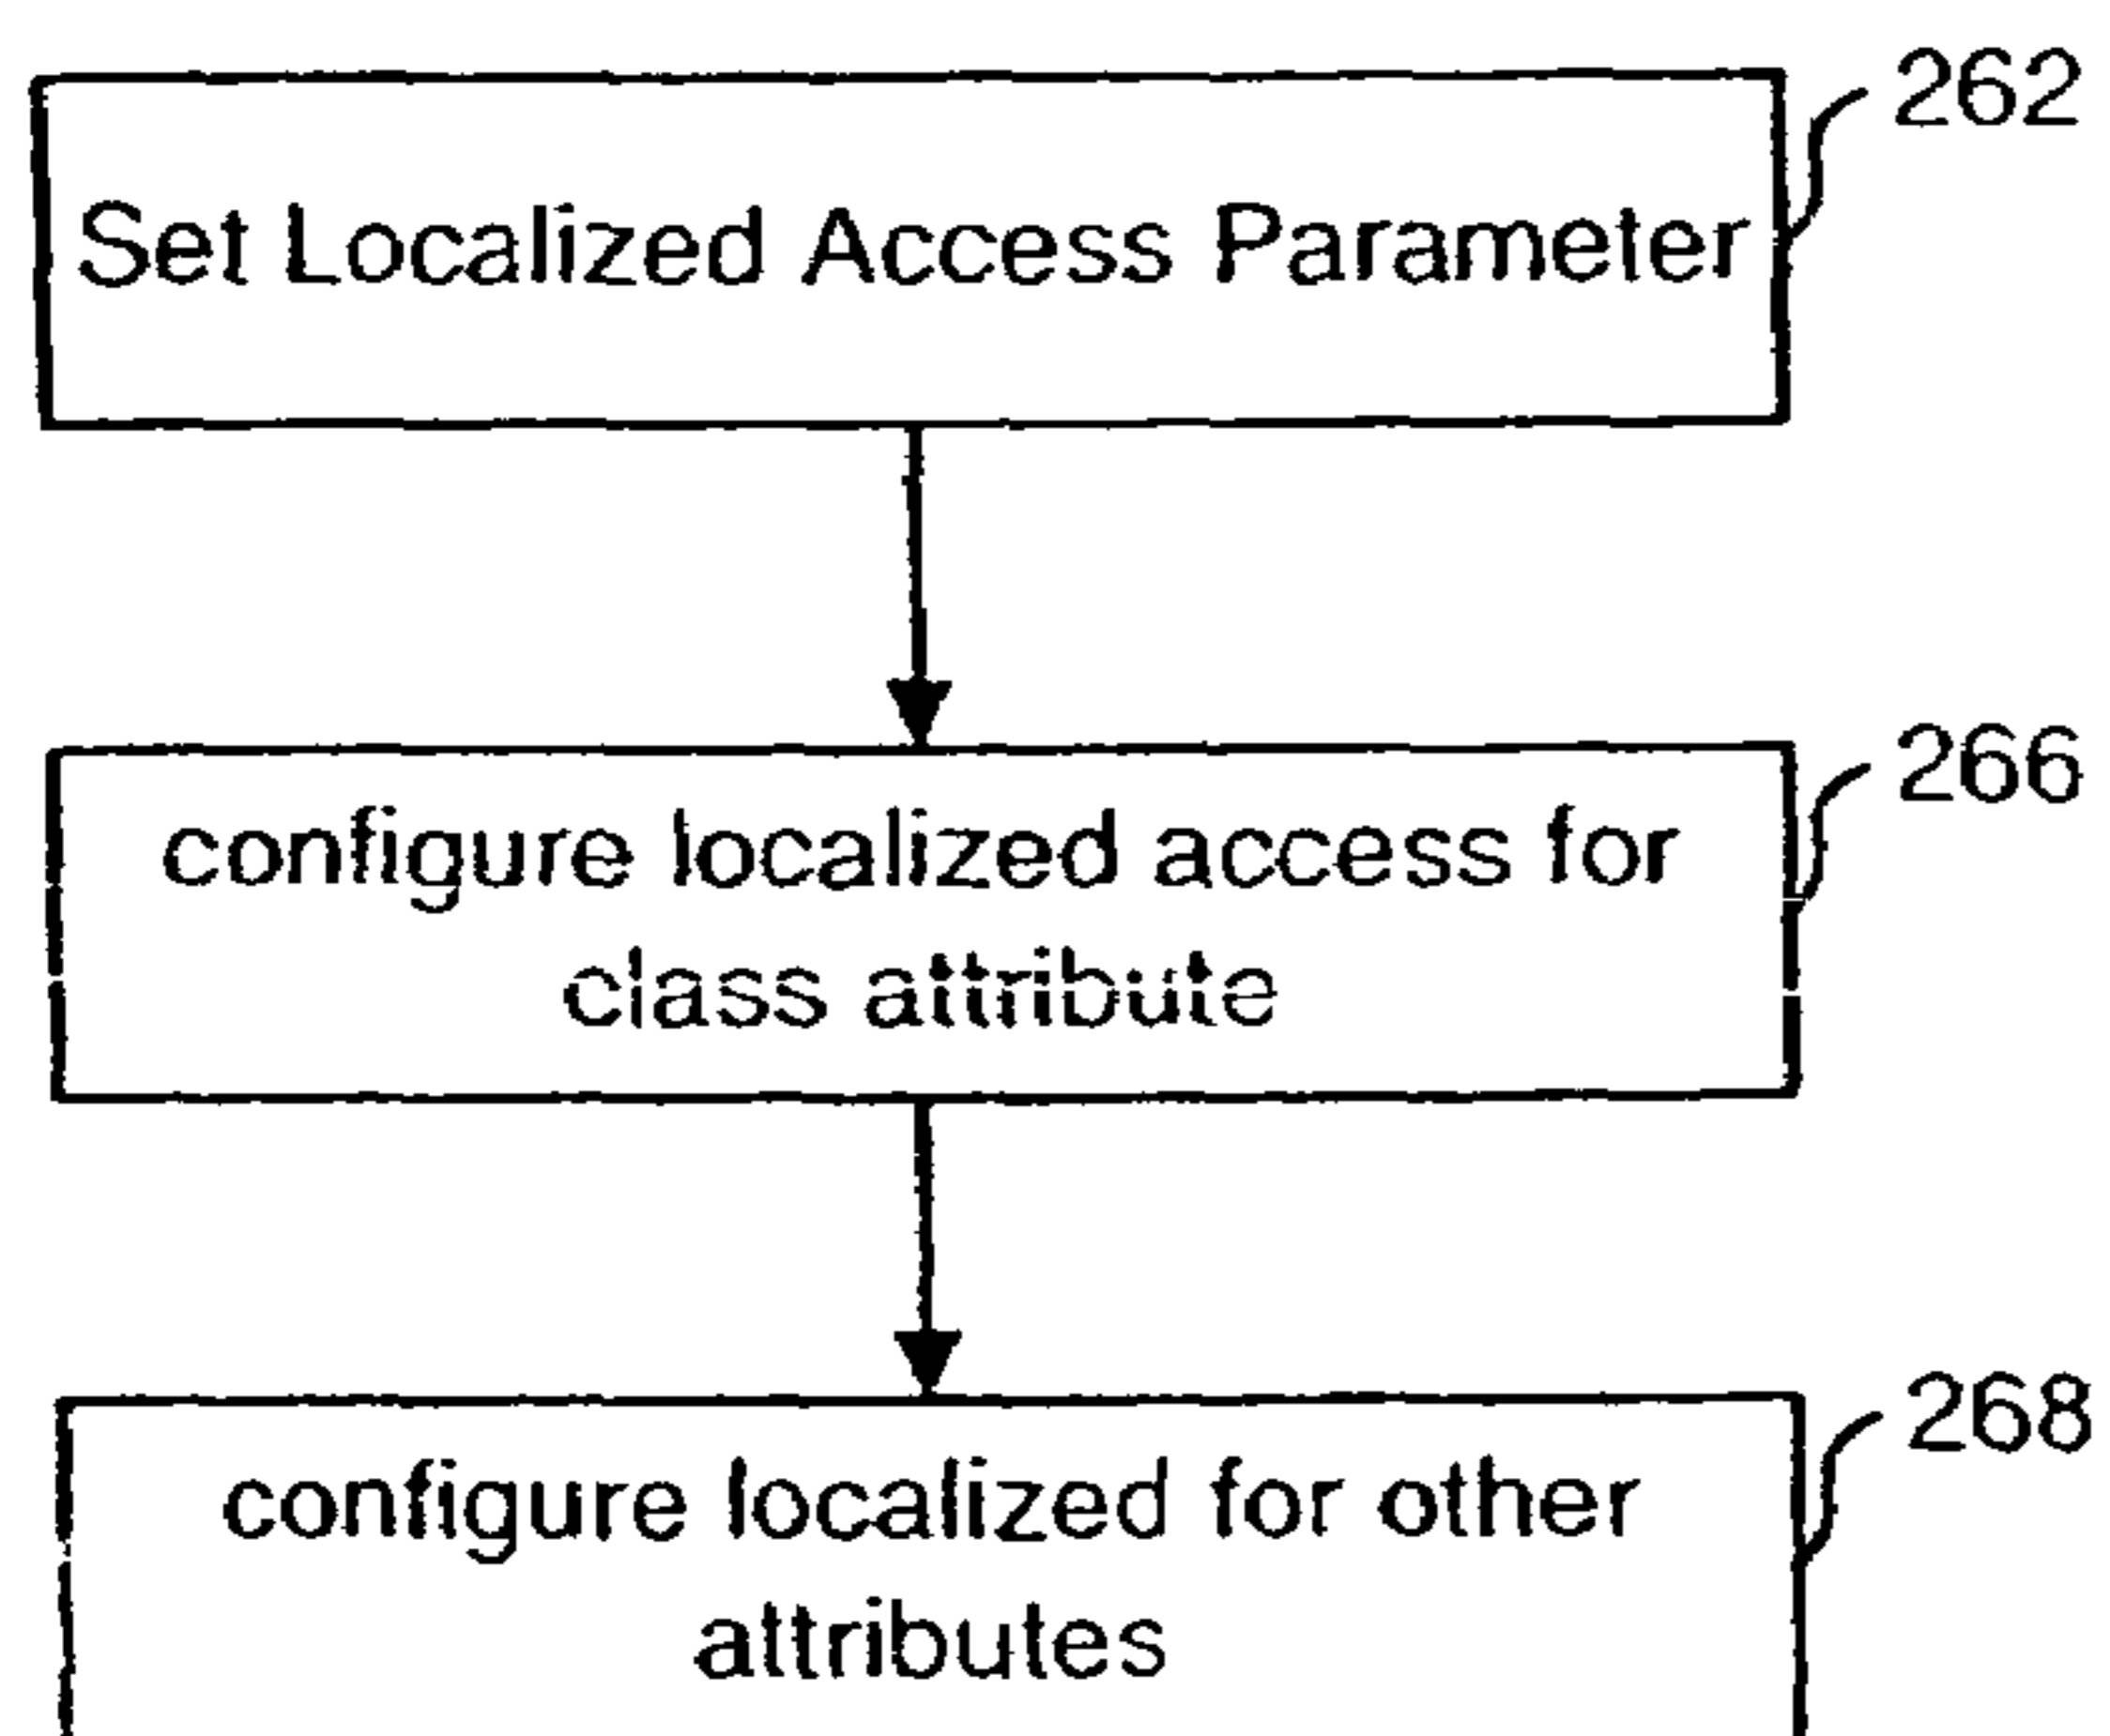 262
Set Localized Access Parameter
266
configure localized access for
class attribute
268
configure localized for other
attributes